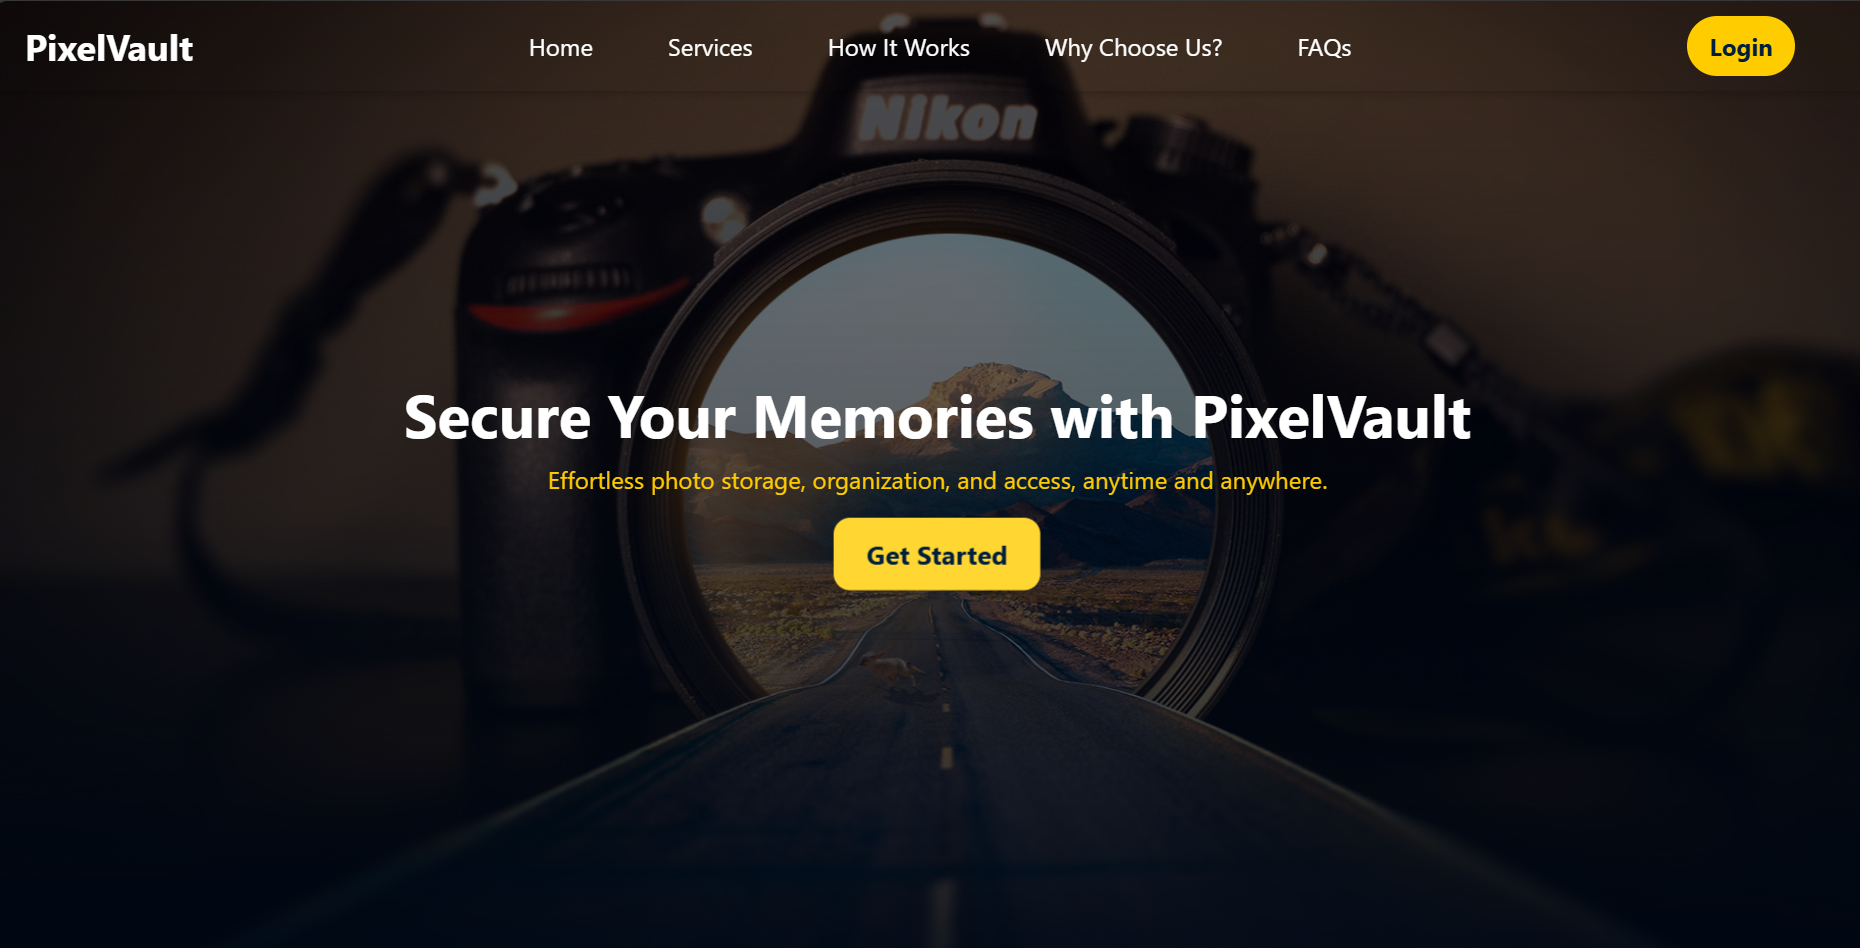 PixelVault
Home Services How It Works Why Choose Us? FAQs
Login
Nikon
Secure Your Memories with PixelVault
Effortless photo storage, organization, and access, anytime and anywhere.
Get Started